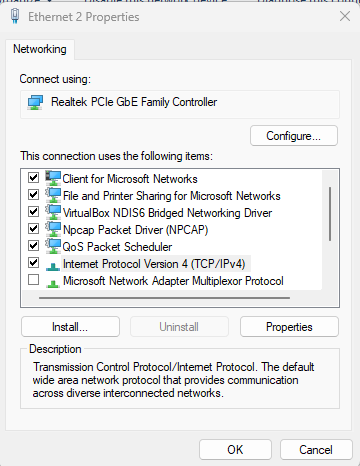 Ethernet 2 Properties
Networking
Connect using:
Realtek PCIe GbE Family Controller
Configure...
This connection uses the following items:
Client for Microsoft Networks
File and Printer Sharing for Microsoft Networks
VirtualBox NDIS6 Bridged Networking Driver
Npcap Packet Driver (NPCAP)
QoS Packet Scheduler
Internet Protocol Version 4 (TCP/IPv4)
Microsoft Network Adapter Multiplexor Protocol
Install... Uninstall Properties
Description
Transmission Control Protocol/Internet Protocol. The default
wide area network protocol that provides communication
across diverse interconnected networks.
OK Cancel